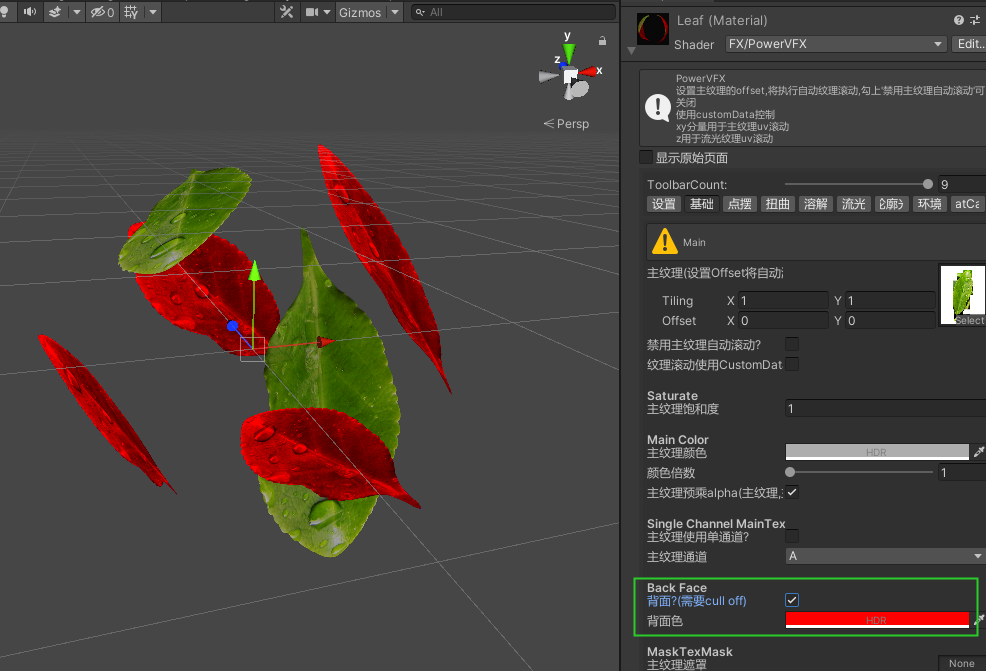 0
Gizmos
All
y
z
x
Persp
Leaf (Material)
Shader
FX/PowerVFX
Edit..
PowerVFX
设置主纹理的offset,将执行自动纹理滚动,勾上'禁用主纹理自动滚动'可
关闭
使用customData控制
xy分量用于主纹理uv滚动
z用于流光纹理uv滚动
显示原始页面
ToolbarCount:
9
设置 基础 点摆 扭曲 溶解 流光 环境 atCa
Main
主纹理(设置Offset将自动
Tiling X 1 Y 1
Offset X 0 Y 0
Select
禁用主纹理自动滚动?
纹理滚动使用CustomDat
Saturate
主纹理饱和度 1
Main Color
主纹理颜色 HDR
颜色倍数 1
主纹理预乘alpha(主纹理,
Single Channel MainTex
主纹理使用单通道?
主纹理通道 A
Back Face
背面?(需要cull off)
背面色 HDR
MaskTexMask
主纹理遮罩
None